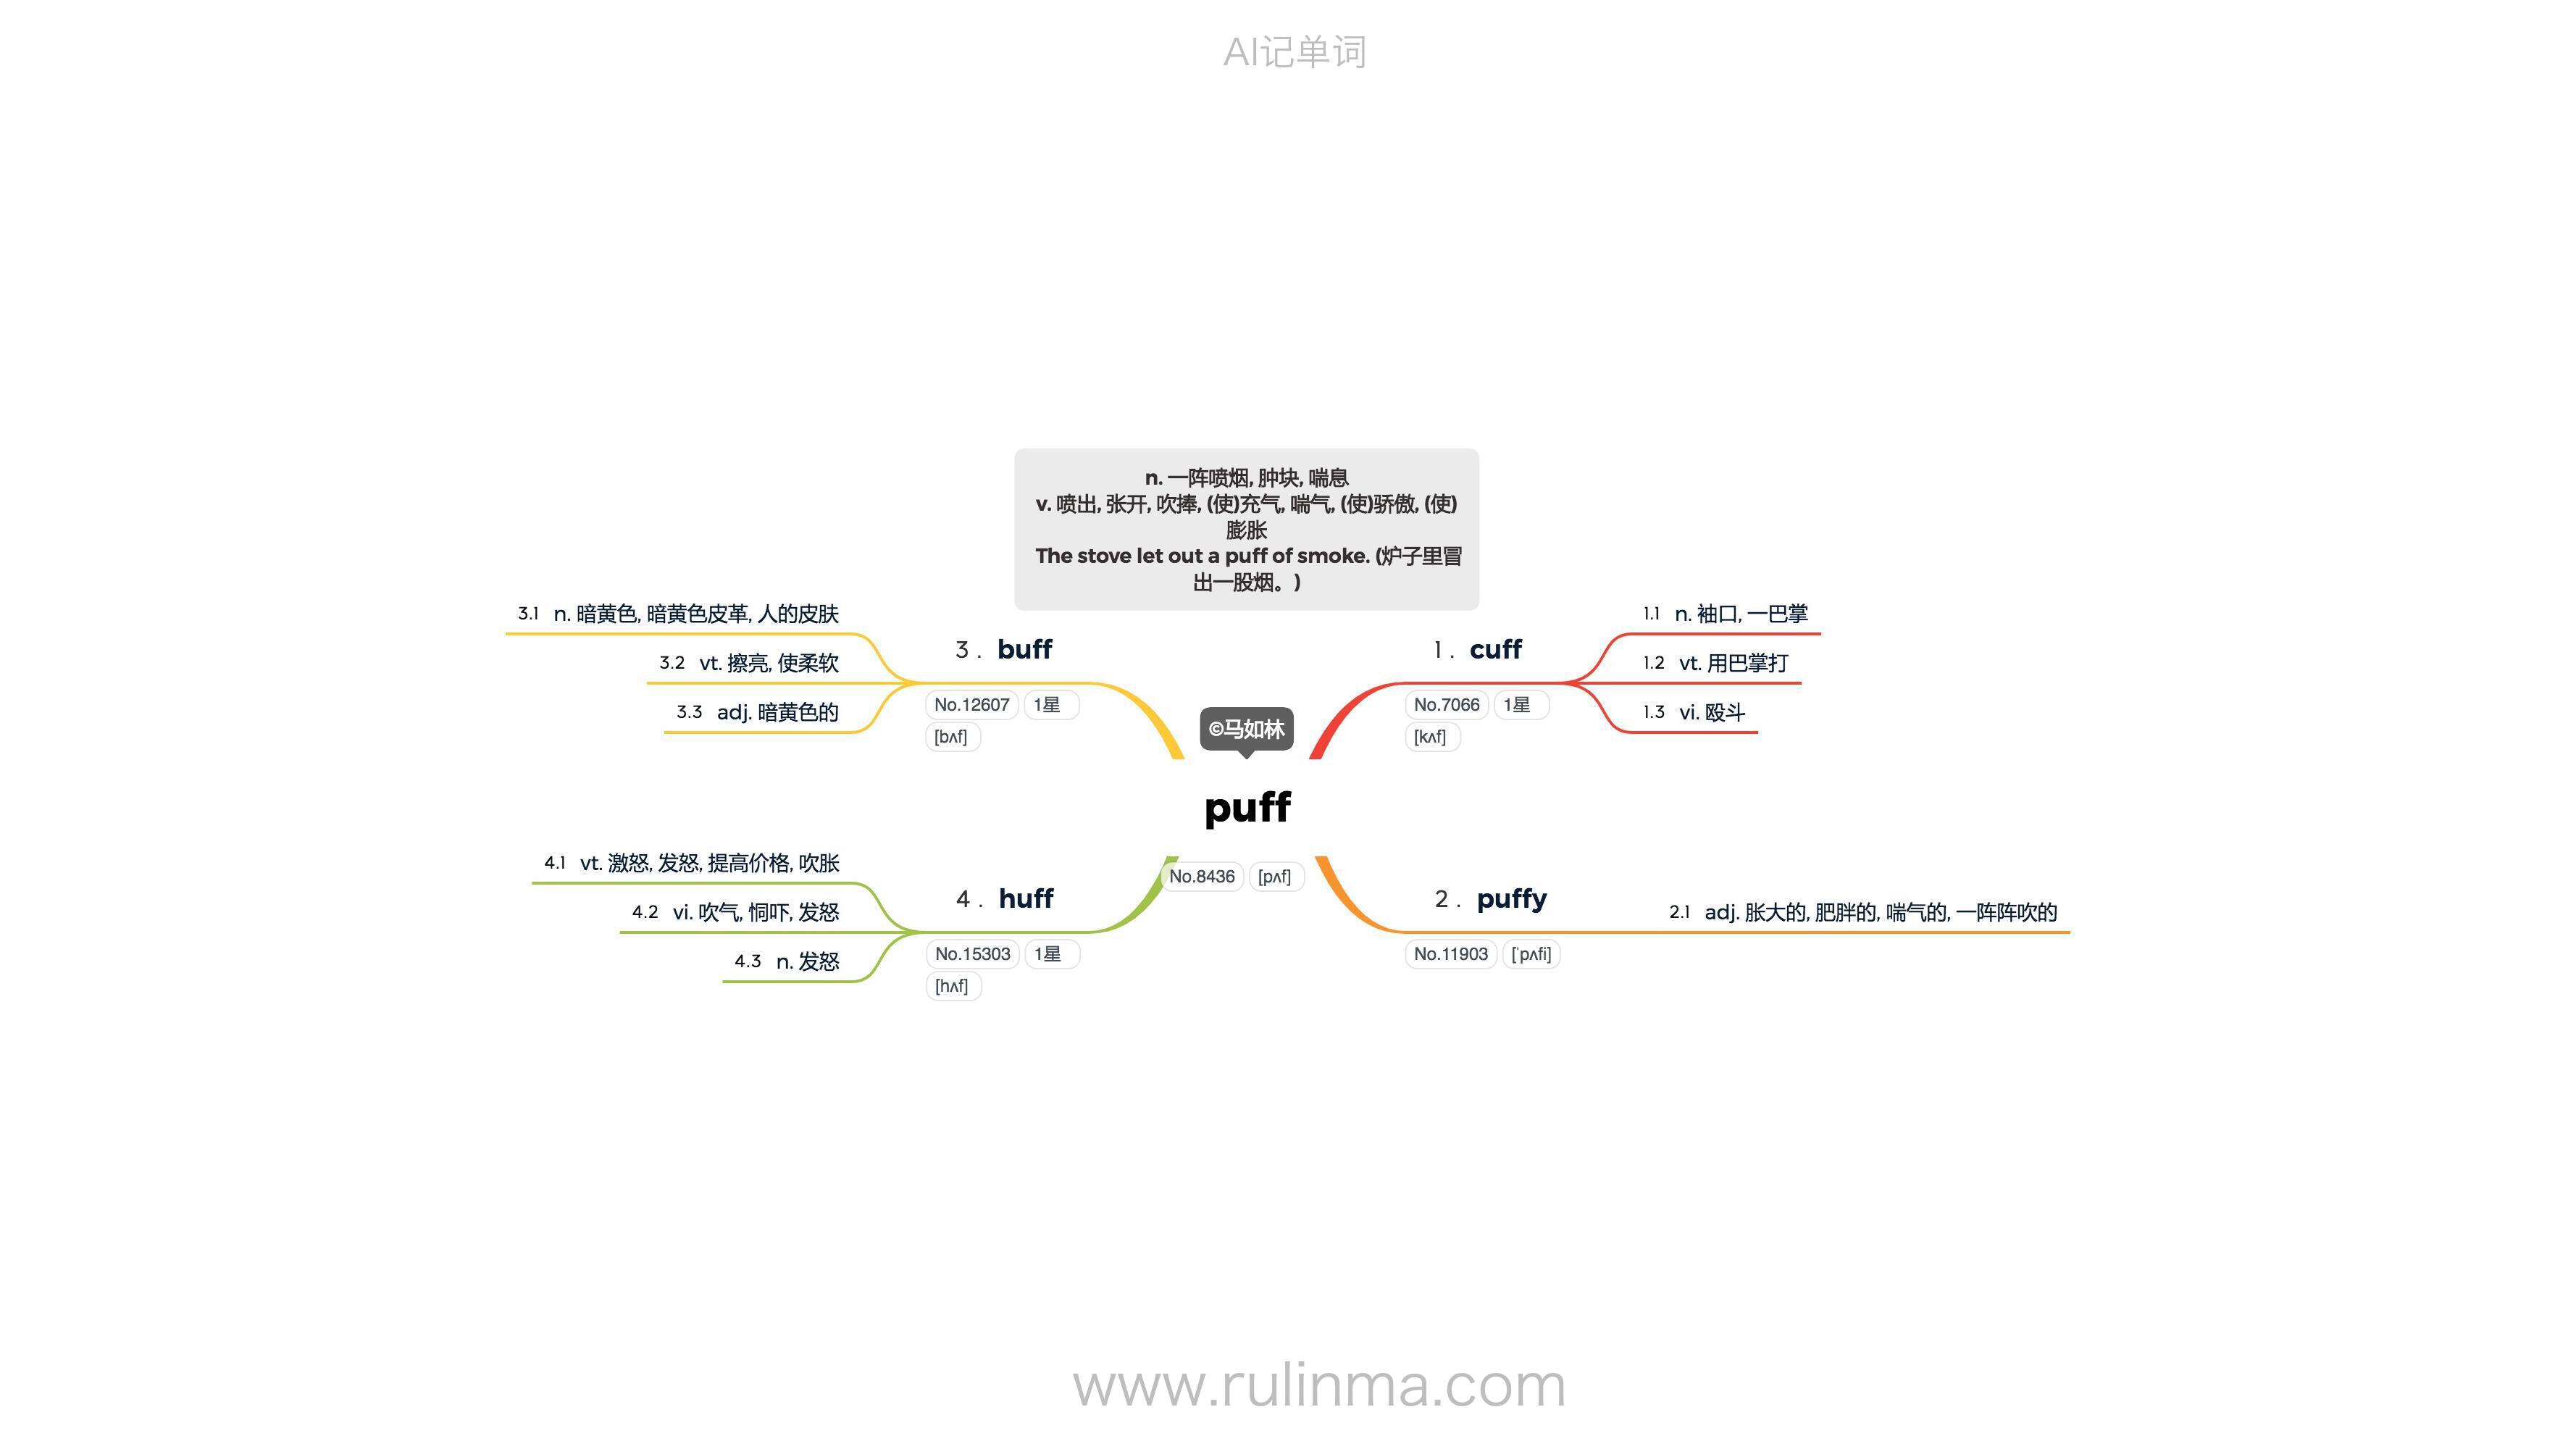 AI记单词
n. 一阵喷烟, 肿块, 喘息
v. 喷出, 张开, 吹捧, (使)充气, 喘气, (使)骄傲, (使)
膨胀
The stove let out a puff of smoke. (炉子里冒
出一股烟。)
©马如林
puff
No.8436 [pʌf]
1. cuff
No.7066 1星
[kʌf]
1.1 n. 袖口, 一巴掌
1.2 vt. 用巴掌打
1.3 vi. 殴斗
2. puffy
No.11903 [ˈpʌfi]
2.1 adj. 胀大的, 肥胖的, 喘气的, 一阵阵吹的
3. buff
No.12607 1星
[bʌf]
3.1 n. 暗黄色, 暗黄色皮革, 人的皮肤
3.2 vt. 擦亮, 使柔软
3.3 adj. 暗黄色的
4. huff
No.15303 1星
[hʌf]
4.1 vt. 激怒, 发怒, 提高价格, 吹胀
4.2 vi. 吹气, 恫吓, 发怒
4.3 n. 发怒
www.rulinma.com